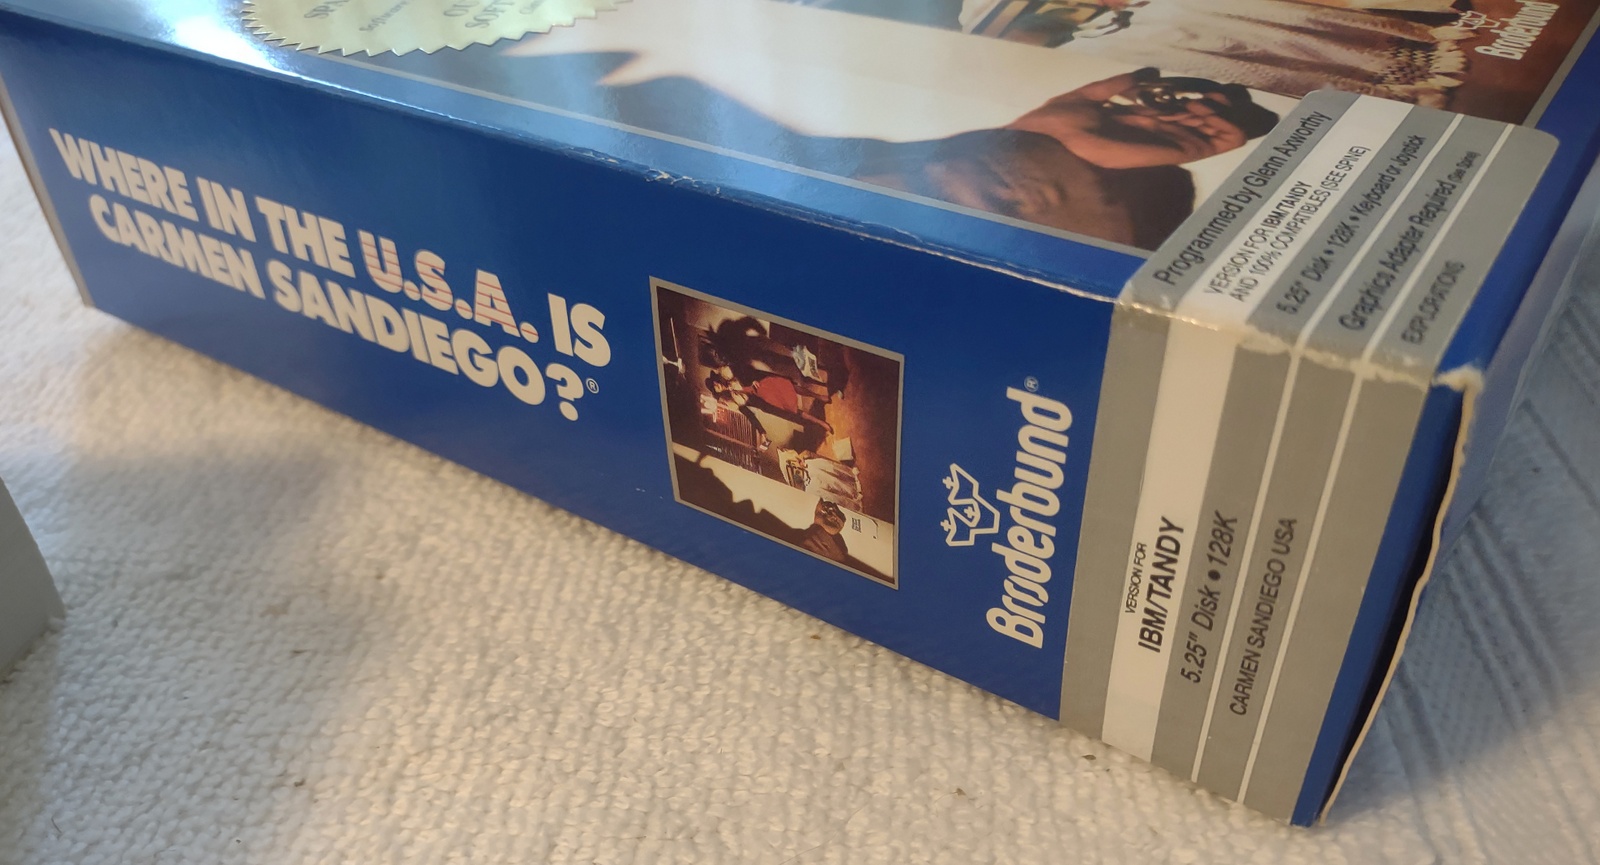 WHERE IN THE U.S.A. IS
CARMEN SANDIEGO?®
Brøderbund®
VERSION FOR
IBM/TANDY
5.25" Disk • 128K
CARMEN SANDIEGO USA
Programmed by Glenn Axworthy
VERSION FOR IBM/TANDY
AND 100% COMPATIBLES (SEE SPINE)
5.25" Disk • 128K • Keyboard or Joystick
Graphics Adapter Required (See Spine)
EXPLORATIONS
Brøderbund